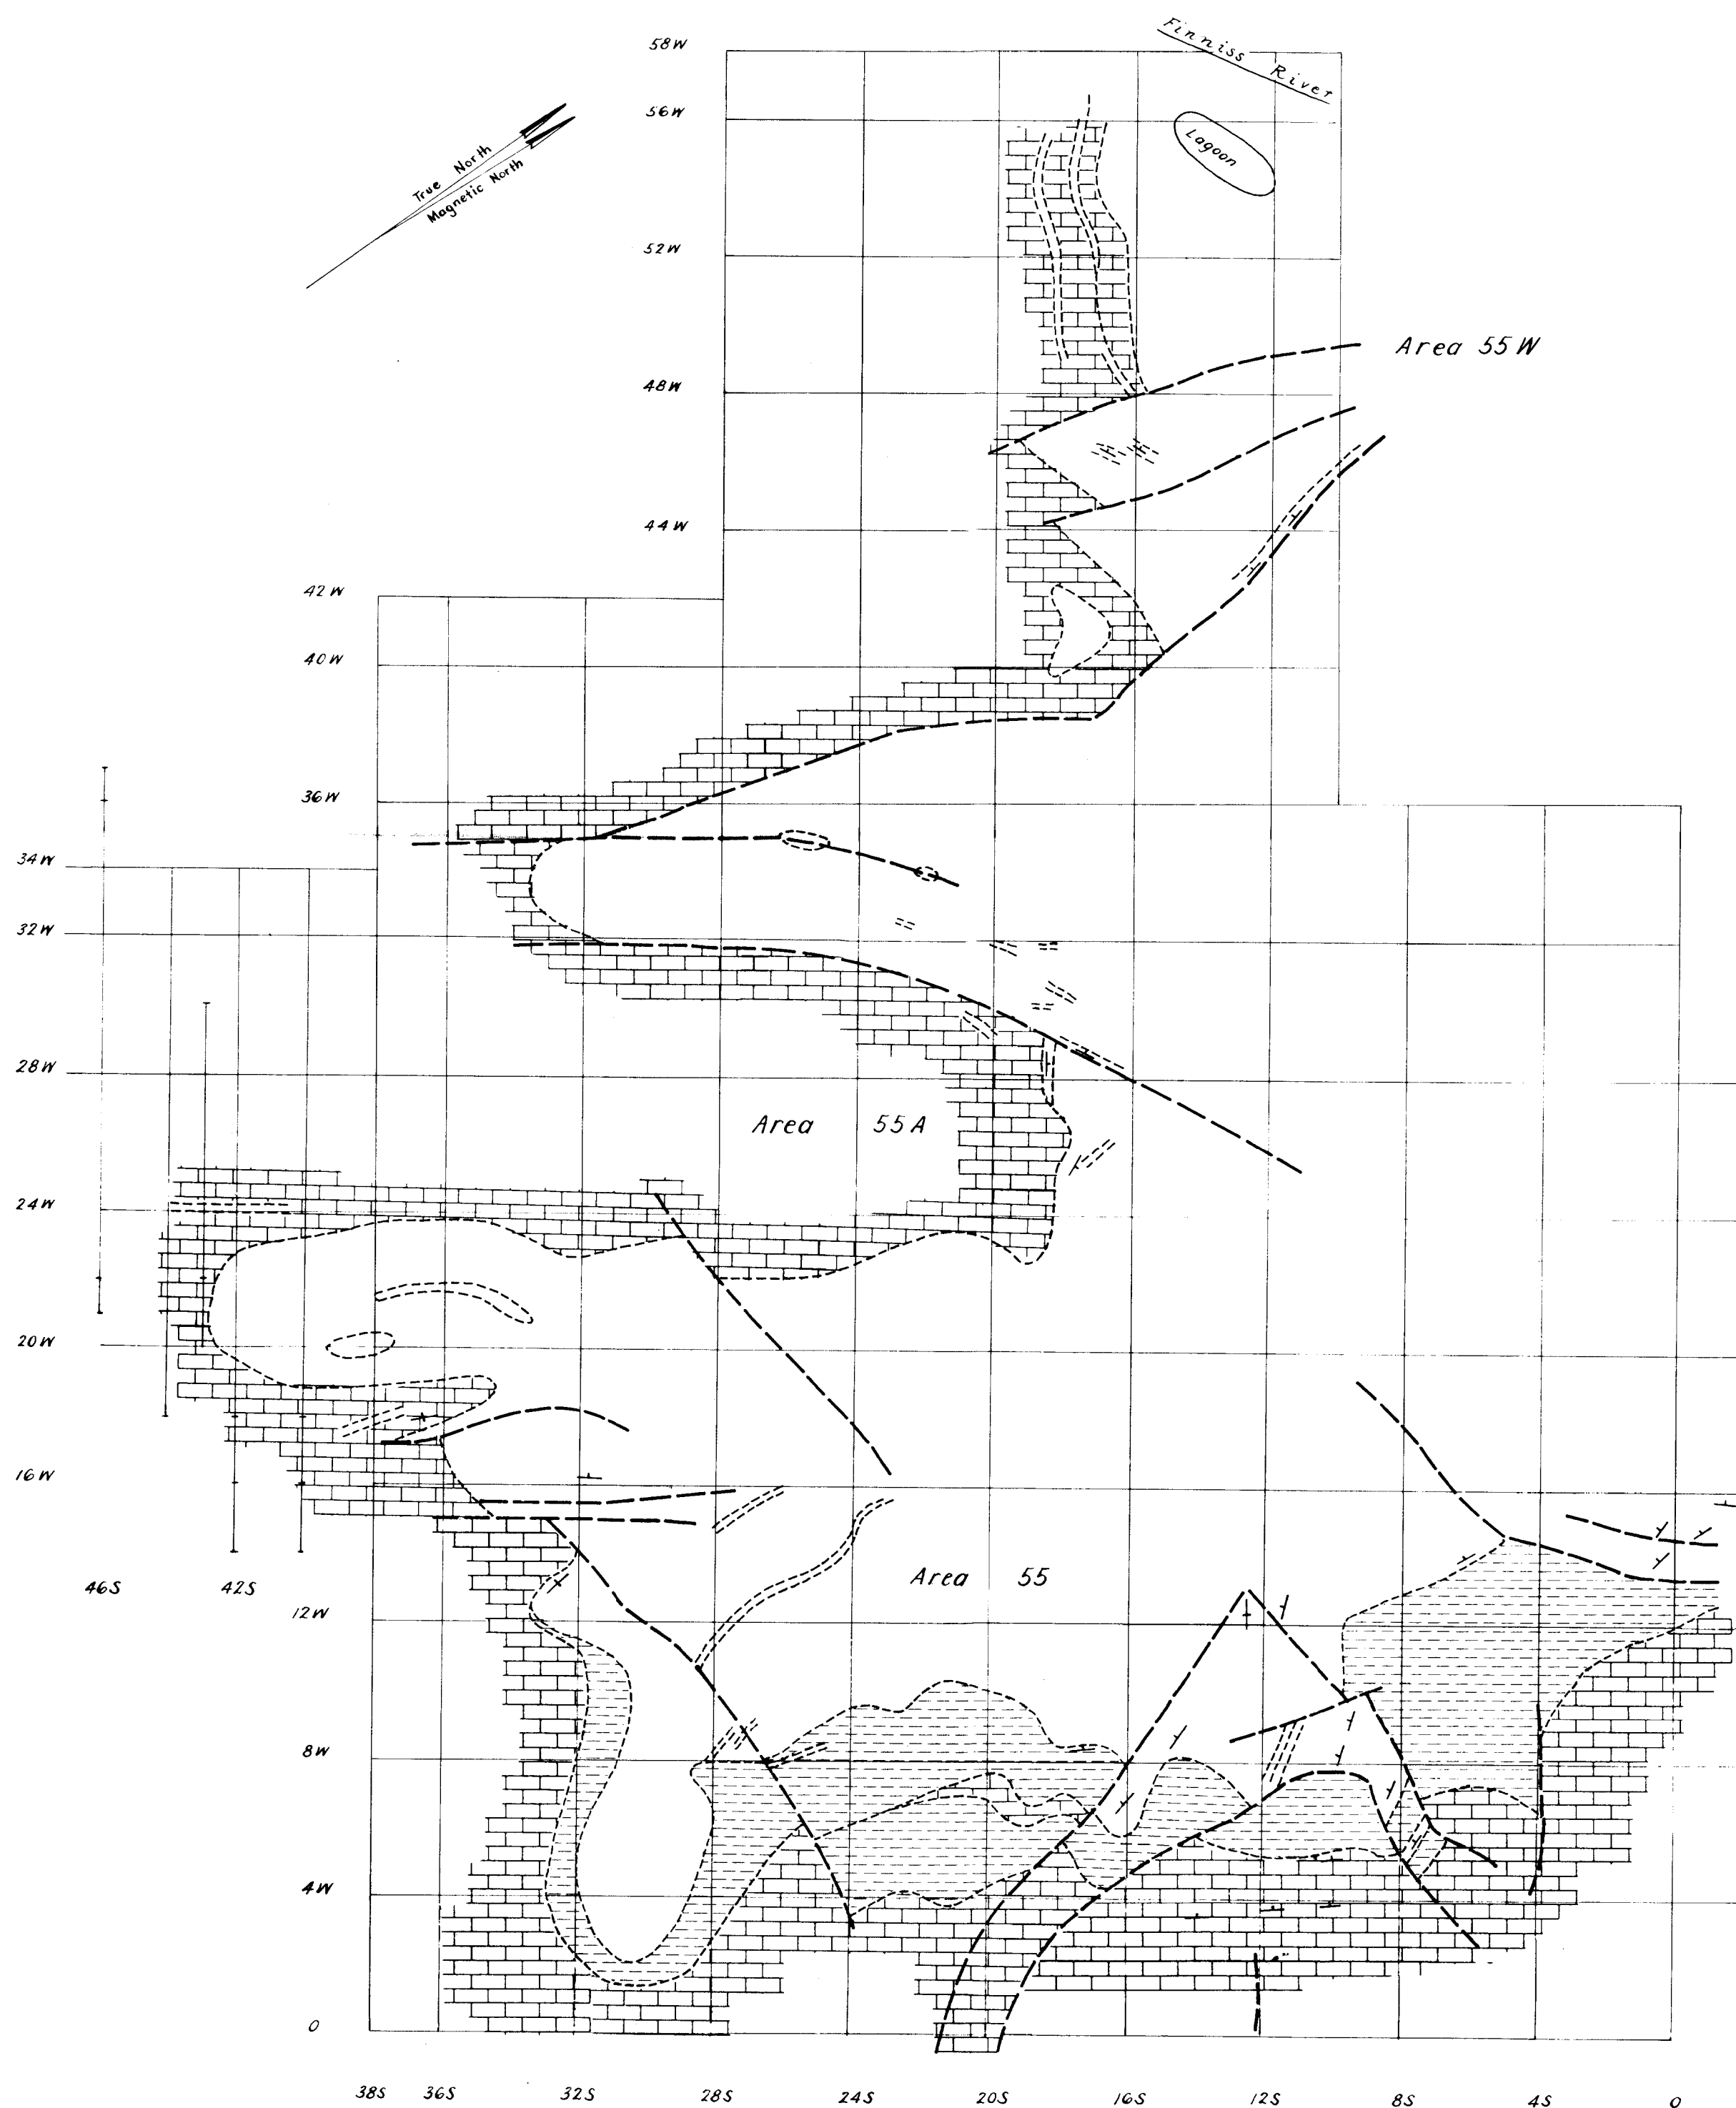 58W
Finniss River
56W
Lagoon
True North
Magnetic North
52W
Area 55W
48W
44W
42W
40W
36W
34W
32W
28W
Area 55A
24W
20W
16W
46S 42S
Area 55
12W
8W
4W
0
38S 36S 32S 28S 24S 20S 16S 12S 8S 4S 0